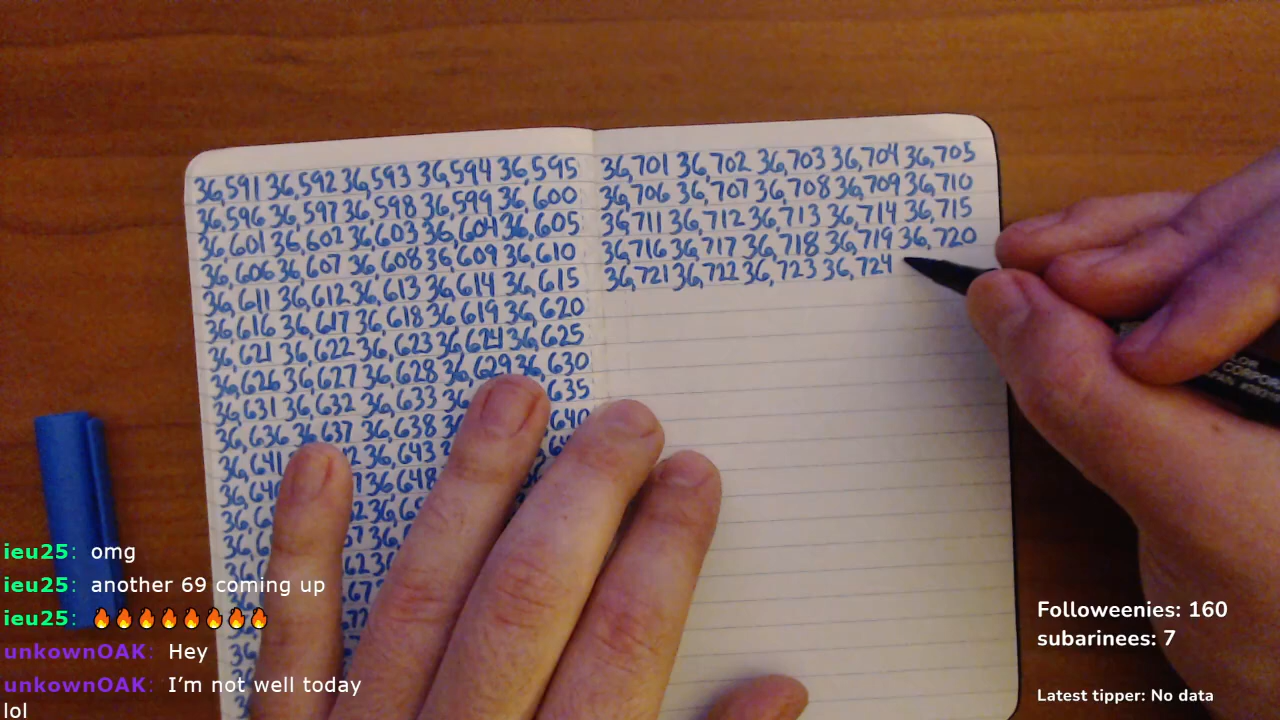 36,591 36,592 36,593 36,594 36,595
36,596 36,597 36,598 36,599 36,600
36,601 36,602 36,603 36,604 36,605
36,606 36,607 36,608 36,609 36,610
36,611 36,612 36,613 36,614 36,615
36,616 36,617 36,618 36,619 36,620
36,621 36,622 36,623 36,624 36,625
36,626 36,627 36,628 36,629 36,630
36,631 36,632 36,633 635
36,636 36,637 36,638 640
36,641 36,643
36,648
36,701 36,702 36,703 36,704 36,705
36,706 36,707 36,708 36,709 36,710
36,711 36,712 36,713 36,714 36,715
36,716 36,717 36,718 36,719 36,720
36,721 36,722 36,723 36,724
ieu25: omg
ieu25: another 69 coming up
ieu25: 🔥🔥🔥🔥🔥🔥🔥🔥
unkownOAK: Hey
unkownOAK: I'm not well today
lol
Followeenies: 160
subarinees: 7
Latest tipper: No data